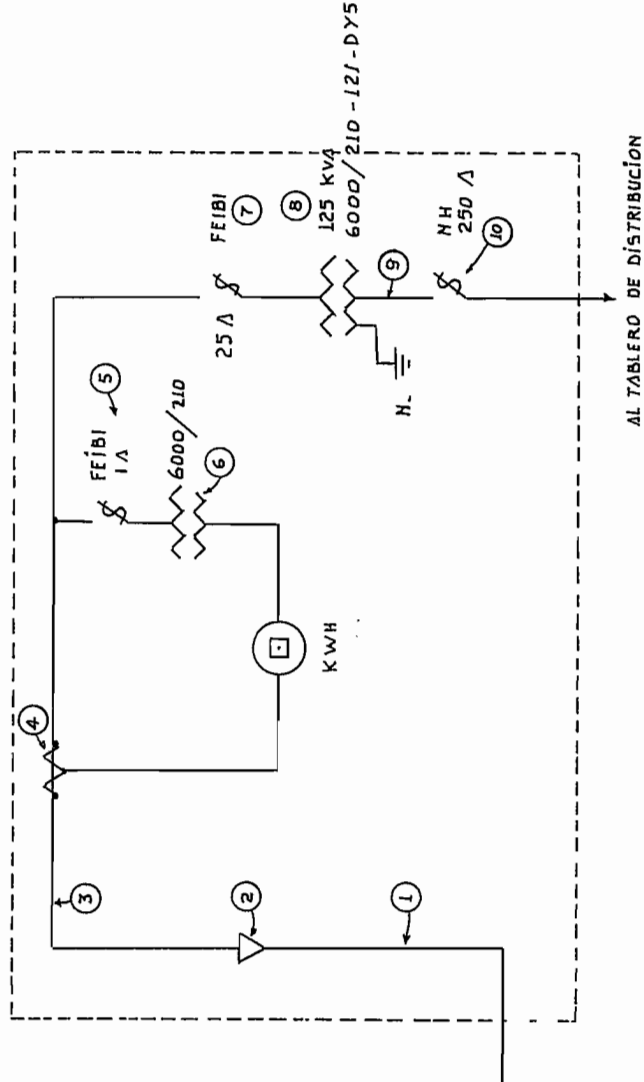 4
3
2
1
FEIBI
1 Λ
5
6000/210
6
KWH
FEIBI
7
25 Λ
8
125 KVA
6000/210-121-DY5
9
N.
NH
250 Λ
10
AL TABLERO DE DISTRIBUCION